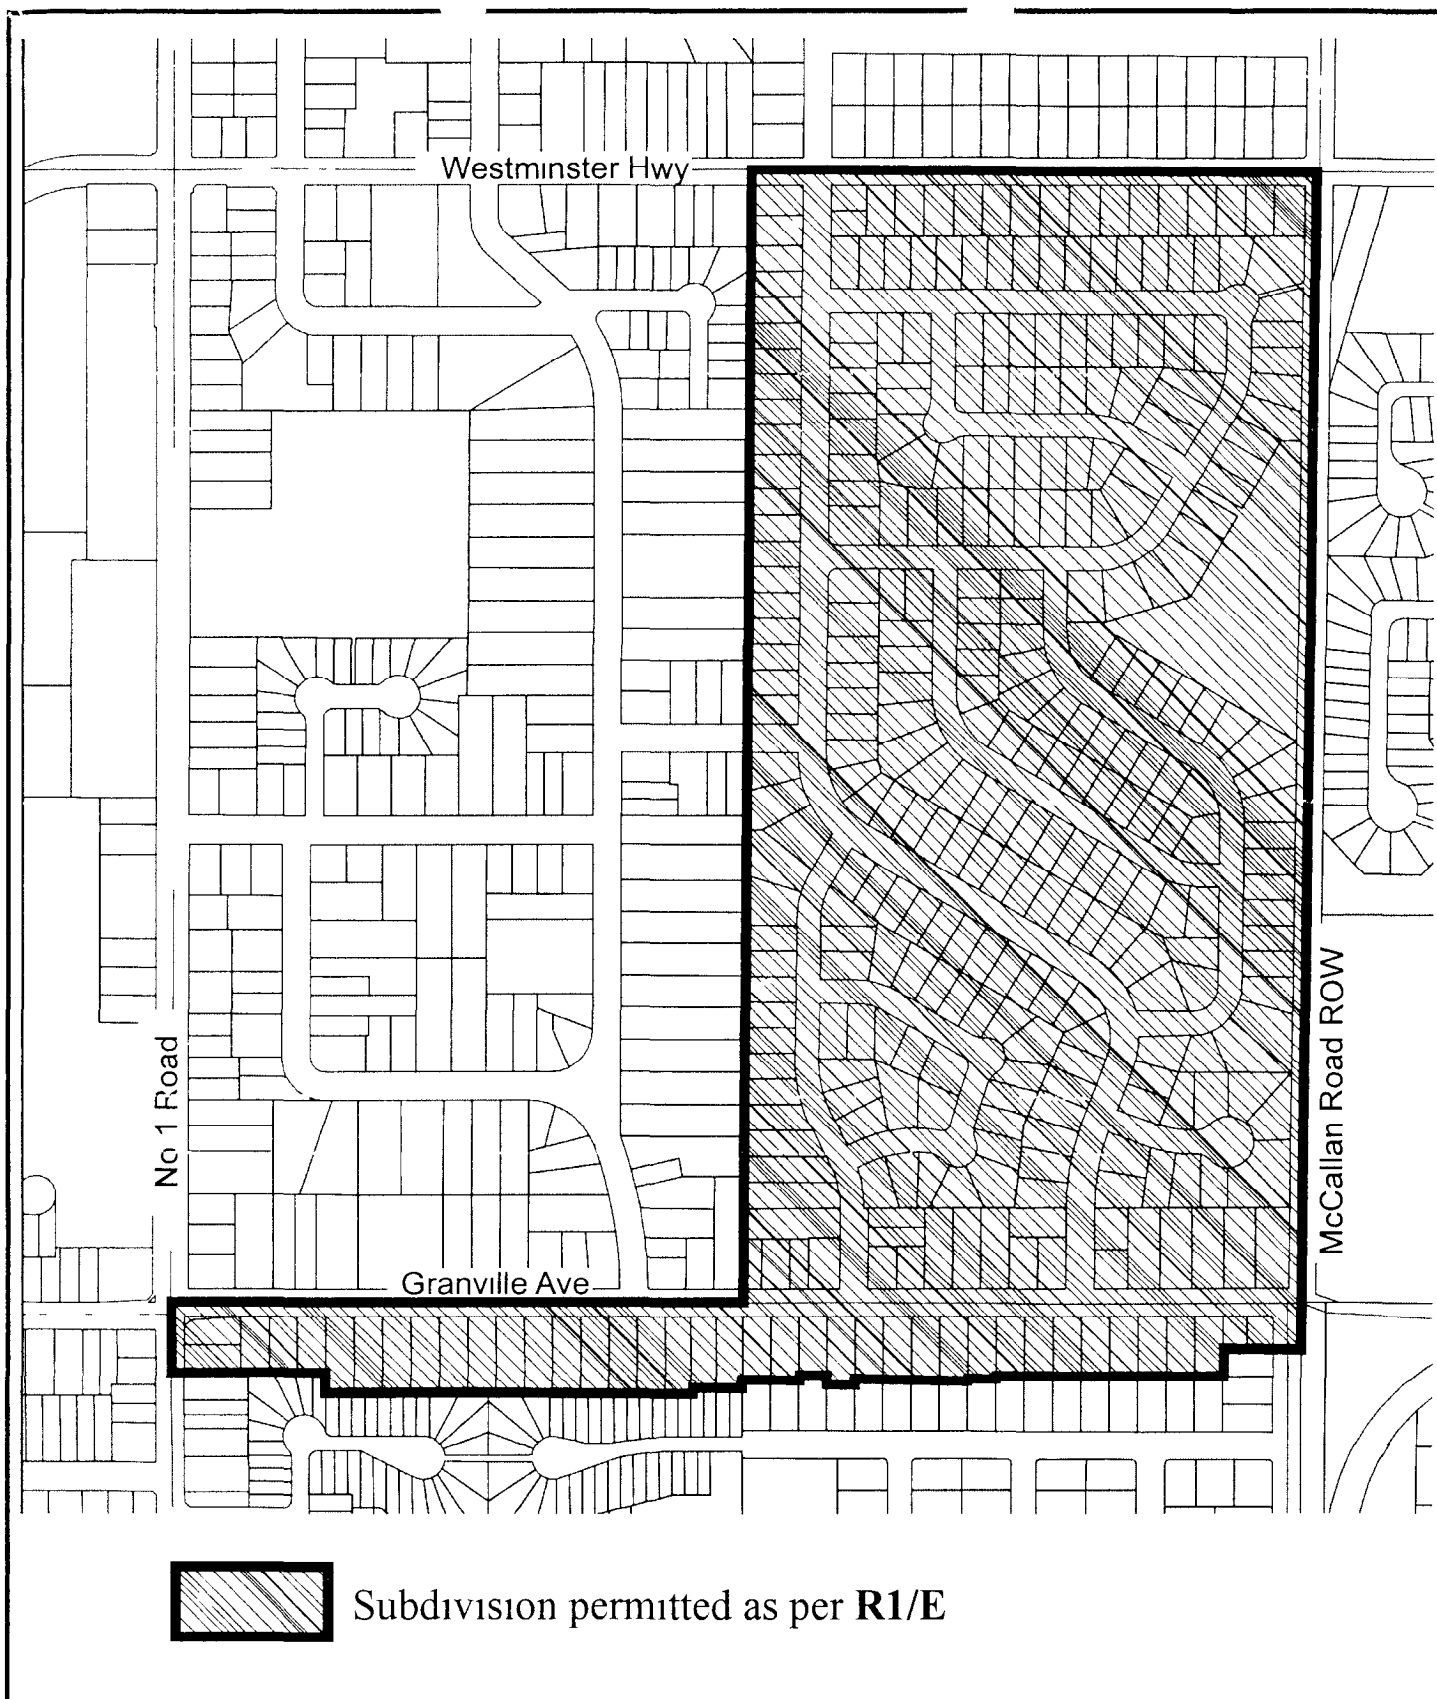 Westminster Hwy
No 1 Road
McCallan Road ROW
Granville Ave
Subdivision permitted as per R1/E